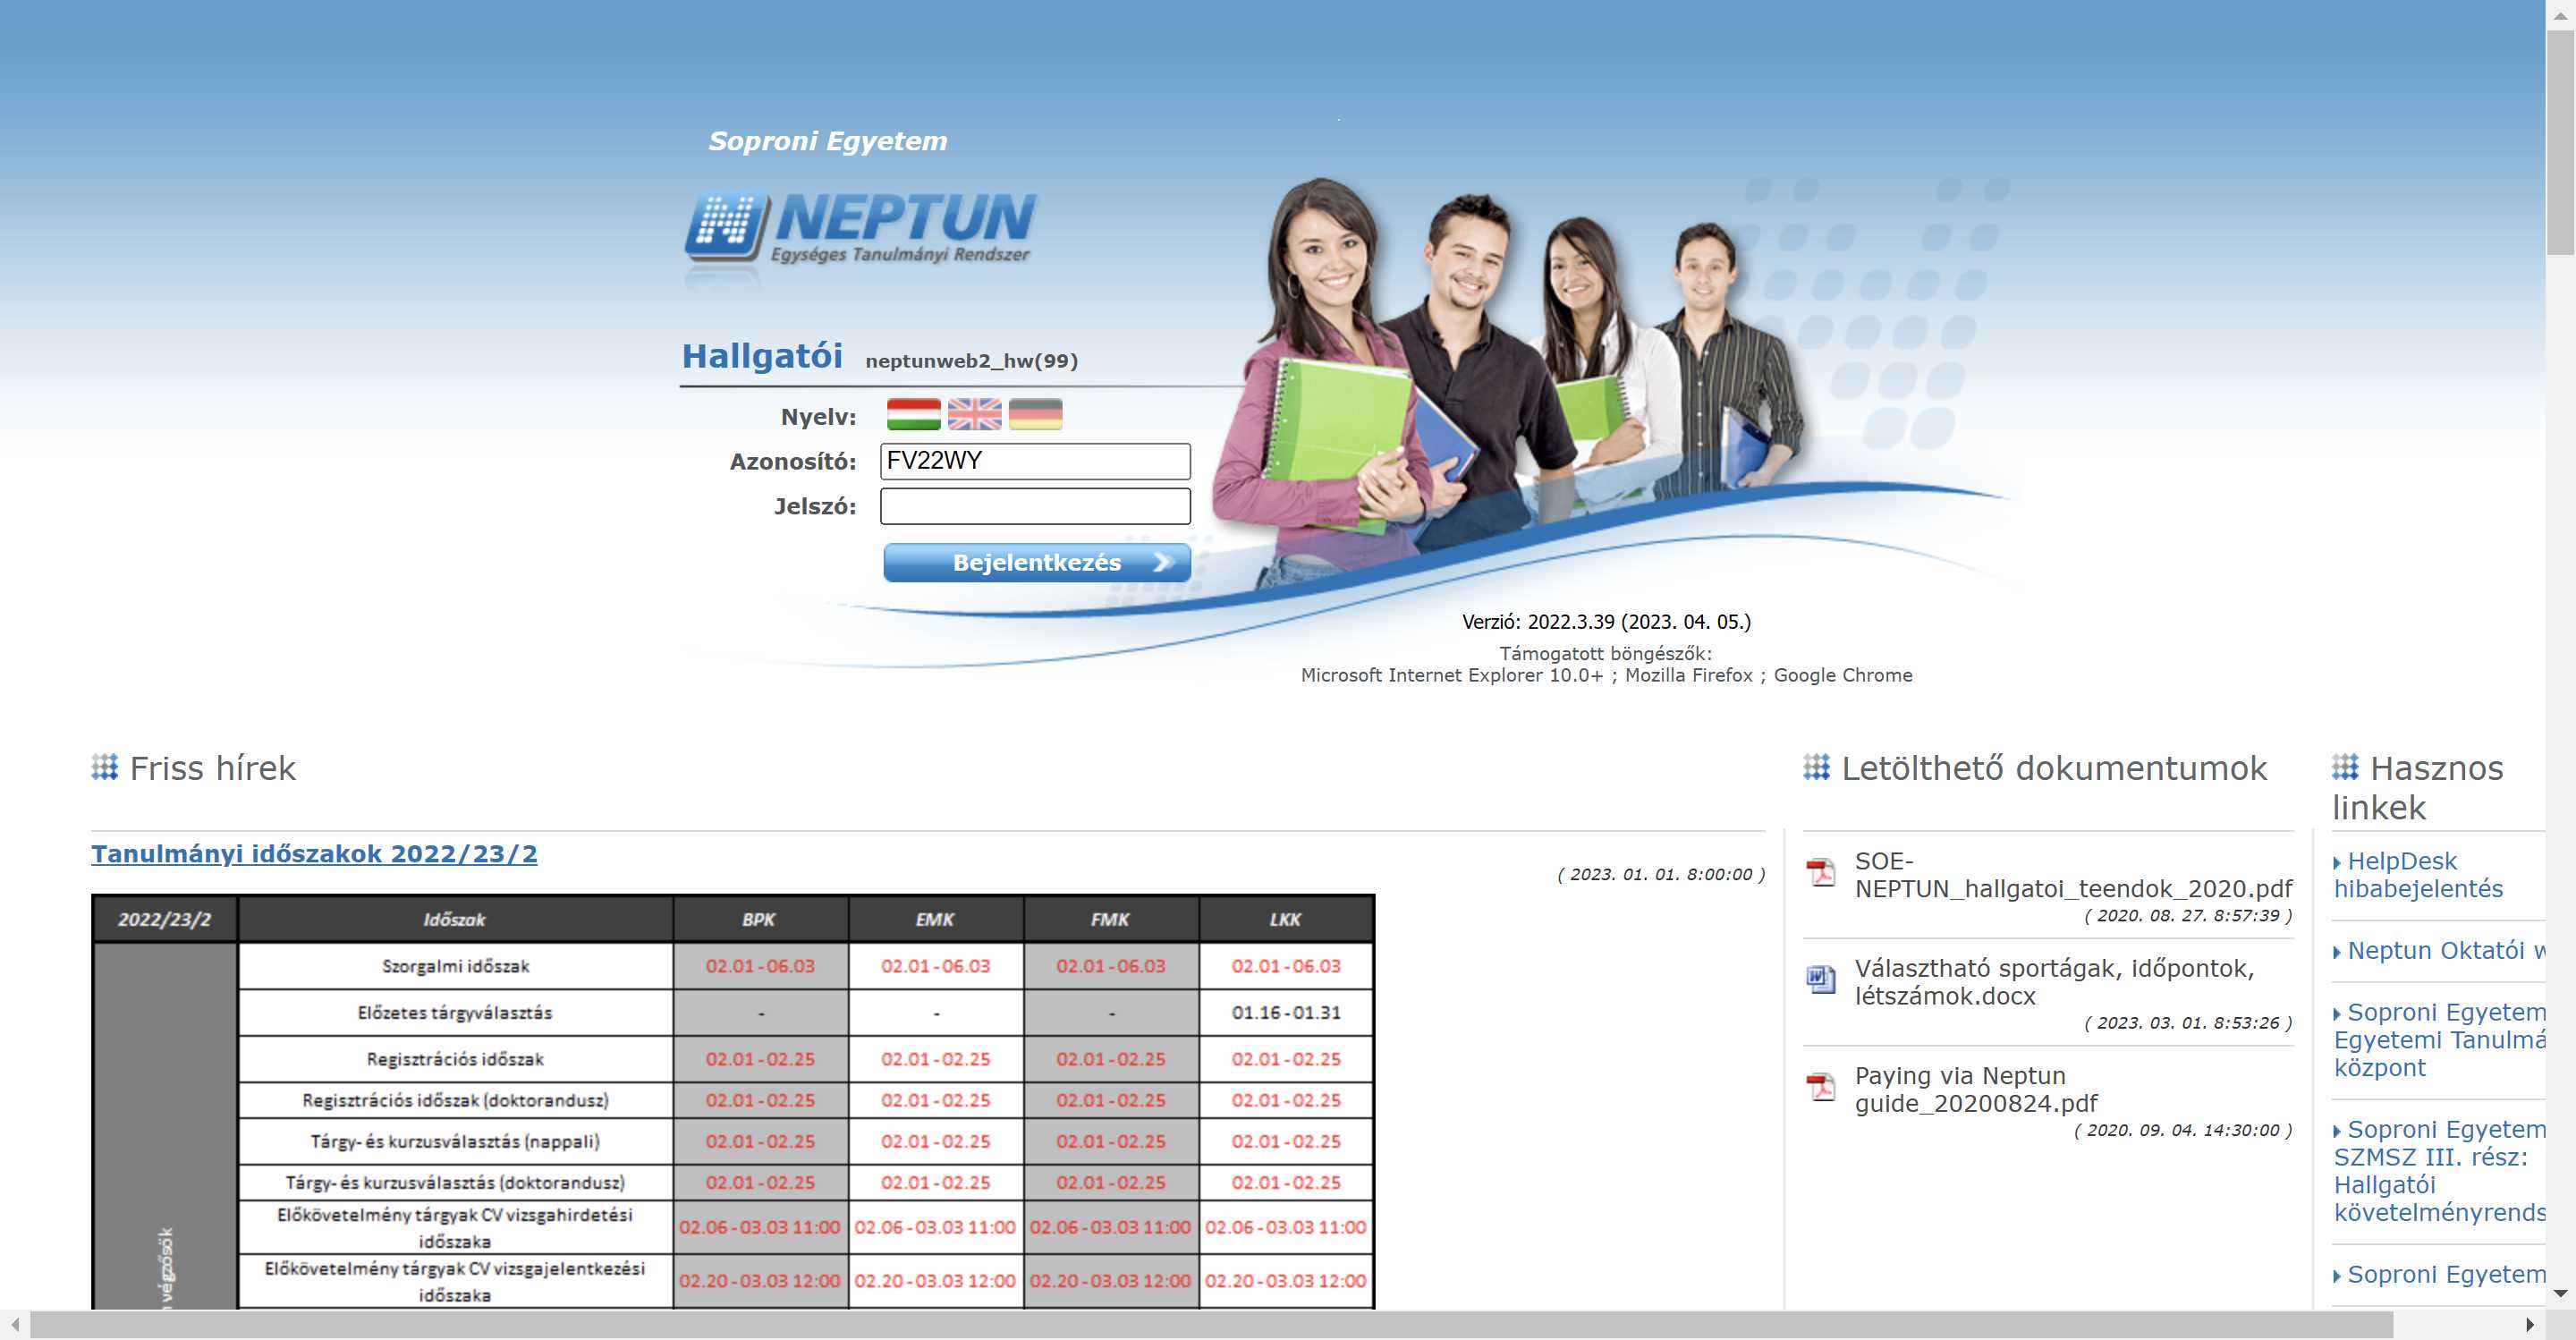 Soproni Egyetem
NEPTUN
Egységes Tanulmányi Rendszer
Hallgatói neptunweb2_hw(99)
Nyelv:
Azonosító: FV22WY
Jelszó:
Bejelentkezés
Verzió: 2022.3.39 (2023. 04. 05.)
Támogatott böngészők:
Microsoft Internet Explorer 10.0+ ; Mozilla Firefox ; Google Chrome
Friss hírek
Tanulmányi időszakok 2022/23/2
( 2023. 01. 01. 8:00:00 )
2022/23/2 Időszak BPK EMK FMK LKK
Szorgalmi időszak 02.01-06.03 02.01-06.03 02.01-06.03 02.01-06.03
Előzetes tárgyválasztás - - - 01.16-01.31
Regisztrációs időszak 02.01-02.25 02.01-02.25 02.01-02.25 02.01-02.25
Regisztrációs időszak (doktorandusz) 02.01-02.25 02.01-02.25 02.01-02.25 02.01-02.25
Tárgy- és kurzusválasztás (nappali) 02.01-02.25 02.01-02.25 02.01-02.25 02.01-02.25
Tárgy- és kurzusválasztás (doktorandusz) 02.01-02.25 02.01-02.25 02.01-02.25 02.01-02.25
Előkövetelmény tárgyak CV vizsgahirdetési
időszaka 02.06-03.03 11:00 02.06-03.03 11:00 02.06-03.03 11:00 02.06-03.03 11:00
Előkövetelmény tárgyak CV vizsgajelentkezési
időszaka 02.20-03.03 12:00 02.20-03.03 12:00 02.20-03.03 12:00 02.20-03.03 12:00
végzősök
Letölthető dokumentumok
SOE-
NEPTUN_hallgatoi_teendok_2020.pdf
( 2020. 08. 27. 8:57:39 )
Választható sportágak, időpontok,
létszámok.docx
( 2023. 03. 01. 8:53:26 )
Paying via Neptun
guide_20200824.pdf
( 2020. 09. 04. 14:30:00 )
Hasznos
linkek
HelpDesk
hibabejelentés
Neptun Oktatói w
Soproni Egyetem
Egyetemi Tanulmá
központ
Soproni Egyetem
SZMSZ III. rész:
Hallgatói
követelményrends
Soproni Egyetem